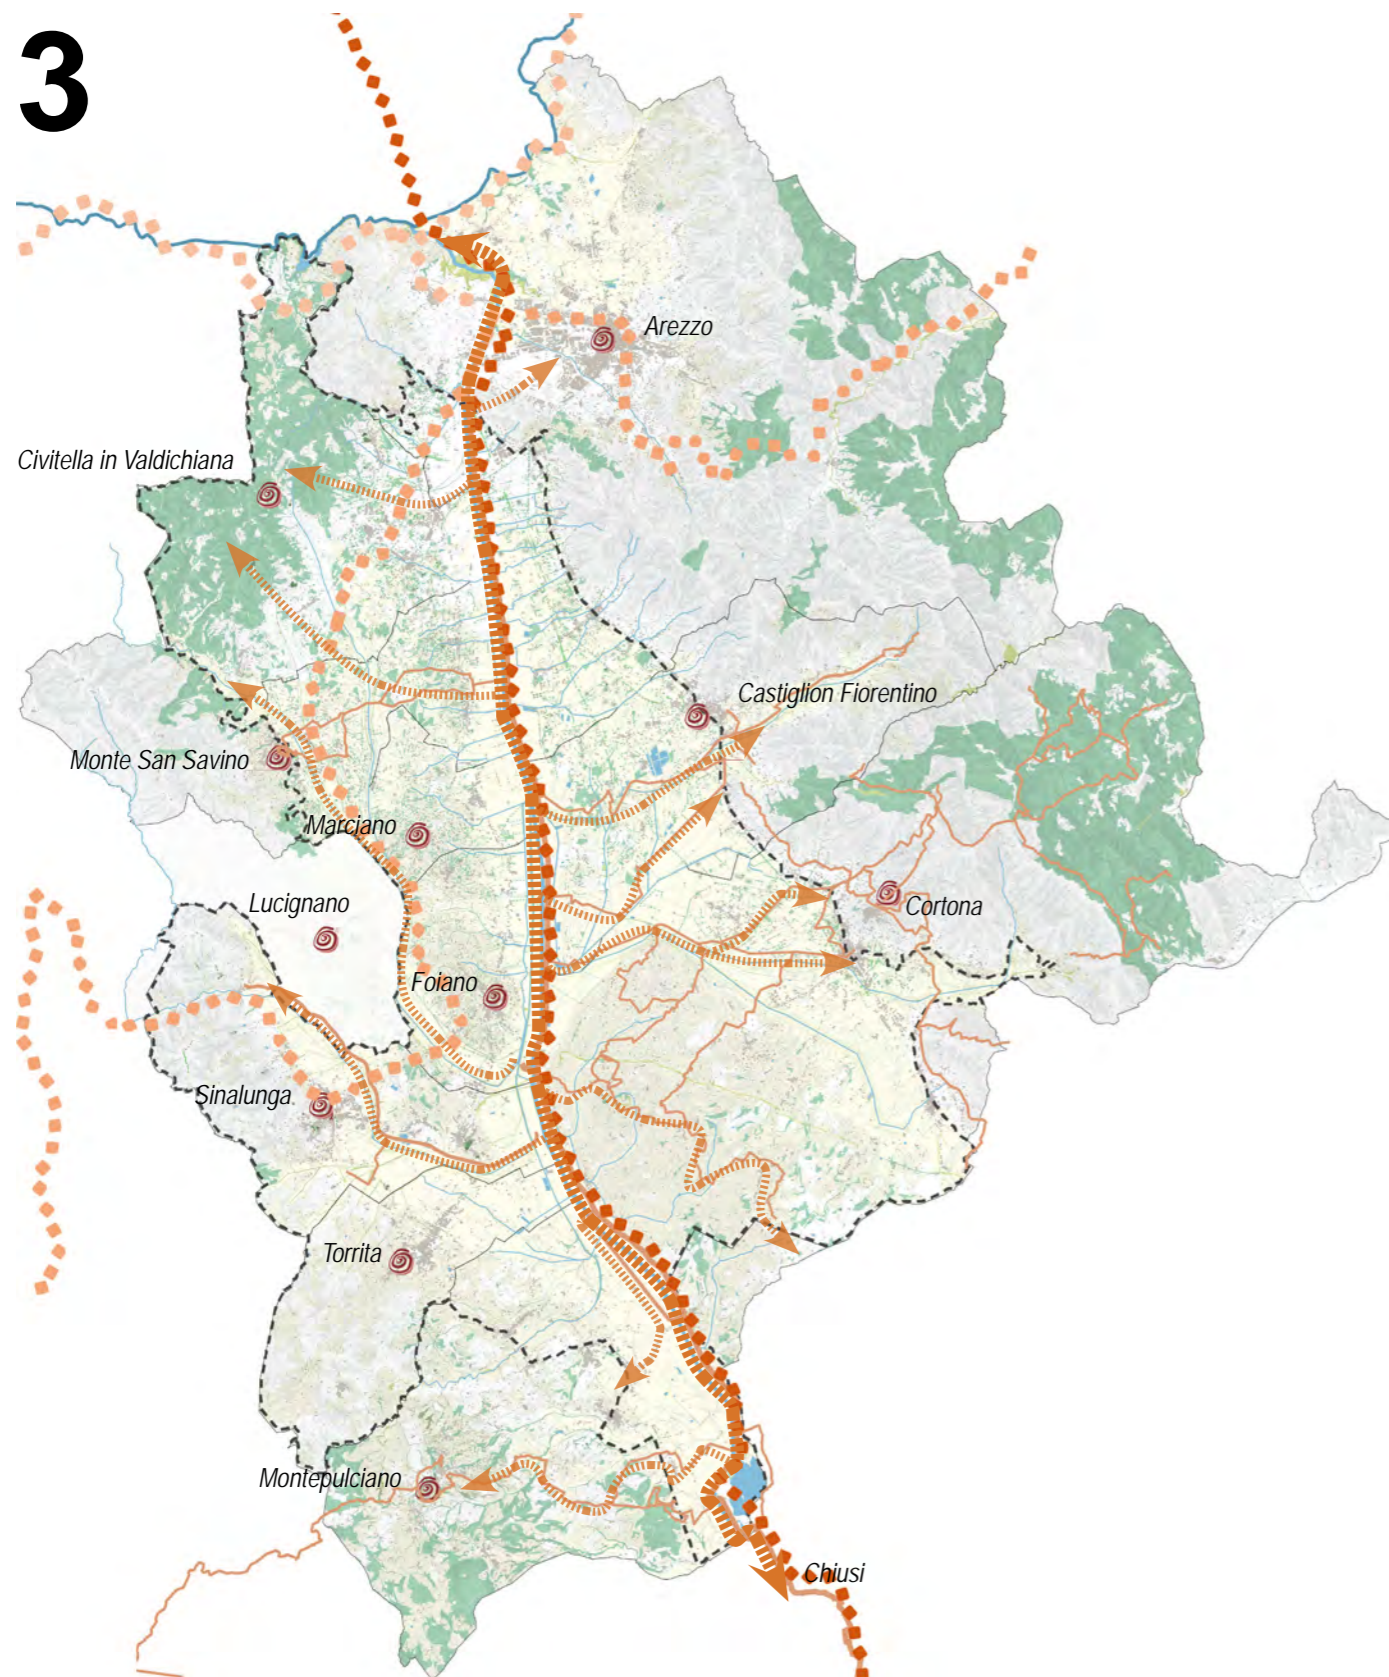 3
Arezzo
Civitella in Valdichiana
Castiglion Fiorentino
Monte San Savino
Marciano
Lucignano
Cortona
Foiano
Sinalunga
Torrita
Montepulciano
Chiusi